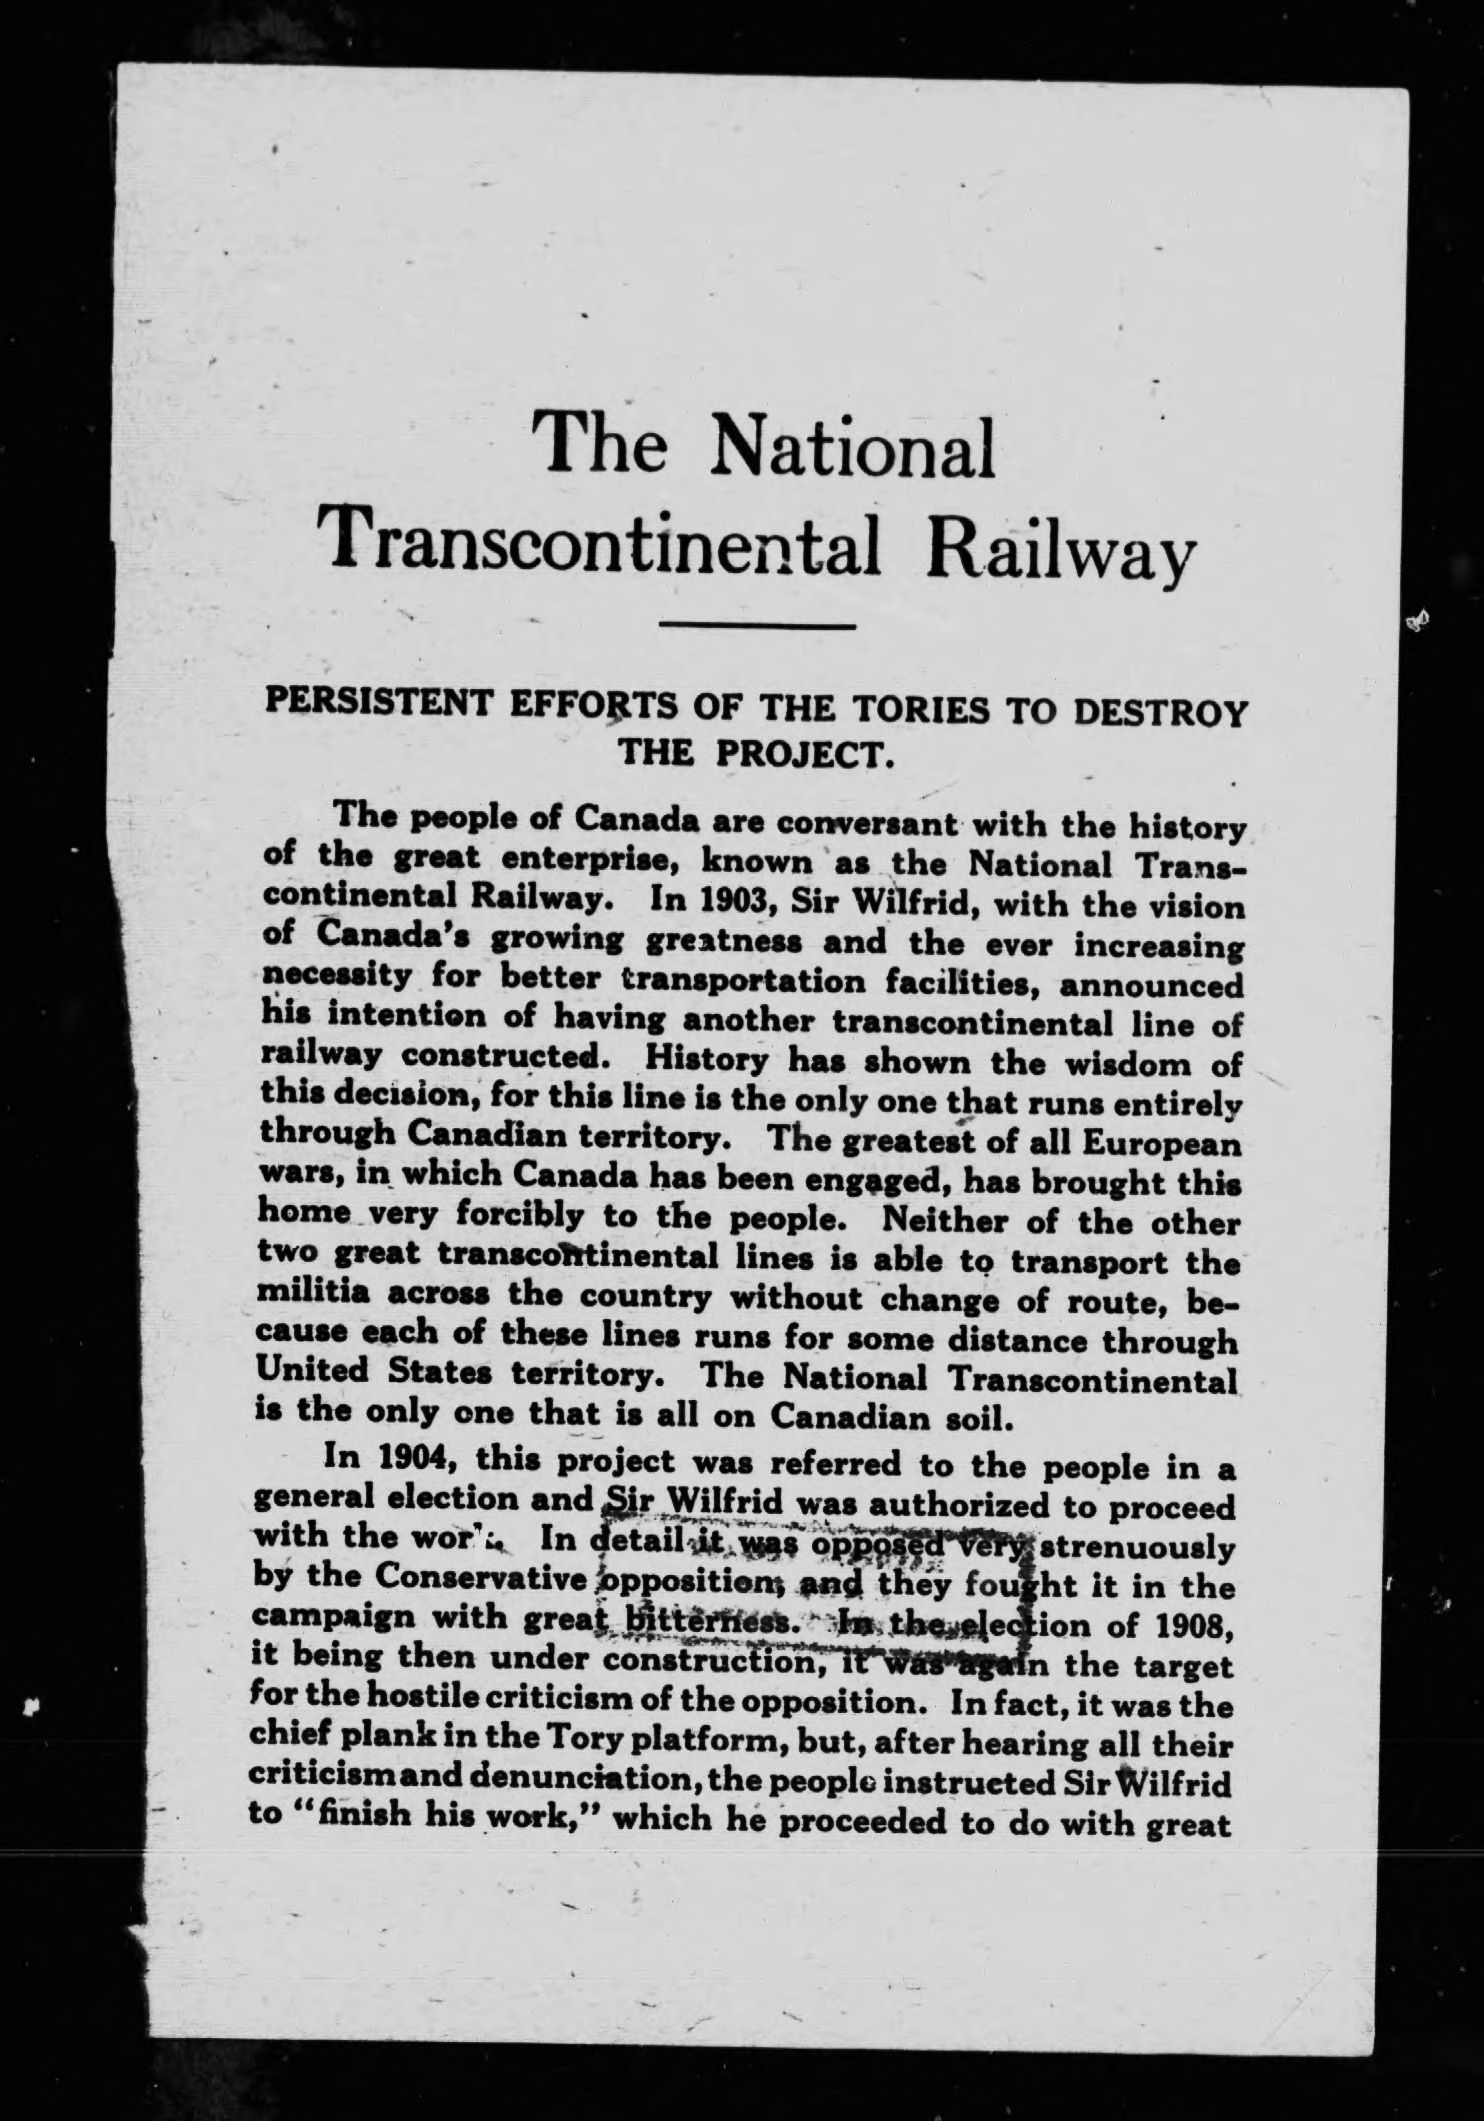 The National
Transcontinental Railway
PERSISTENT EFFORTS OF THE TORIES TO DESTROY
THE PROJECT.
The people of Canada are conversant with the history
of the great enterprise, known as the National Trans-
continental Railway. In 1903, Sir Wilfrid, with the vision
of Canada's growing greatness and the ever increasing
necessity for better transportation facilities, announced
his intention of having another transcontinental line of
railway constructed. History has shown the wisdom of
this decision, for this line is the only one that runs entirely
through Canadian territory. The greatest of all European
wars, in which Canada has been engaged, has brought this
home very forcibly to the people. Neither of the other
two great transcontinental lines is able to transport the
militia across the country without change of route, be-
cause each of these lines runs for some distance through
United States territory. The National Transcontinental
is the only one that is all on Canadian soil.
In 1904, this project was referred to the people in a
general election and Sir Wilfrid was authorized to proceed
with the work. In detail it was opposed very strenuously
by the Conservative opposition; and they fought it in the
campaign with great bitterness. In the election of 1908,
it being then under construction, it was again the target
for the hostile criticism of the opposition. In fact, it was the
chief plank in the Tory platform, but, after hearing all their
criticism and denunciation, the people instructed Sir Wilfrid
to "finish his work," which he proceeded to do with great